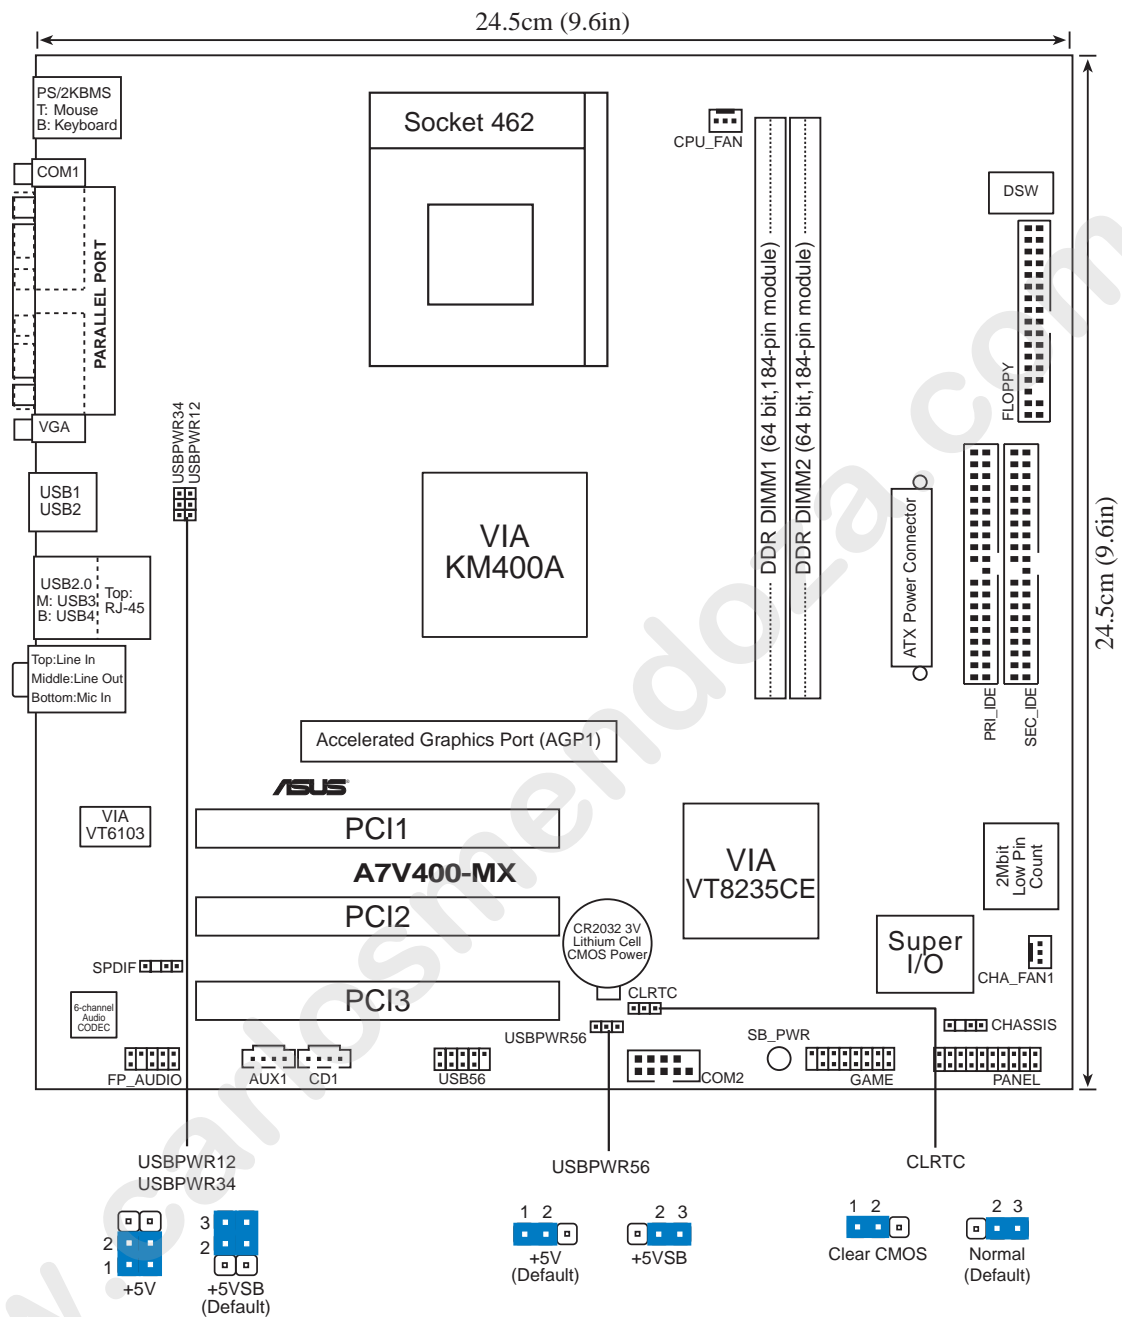 24.5cm (9.6in)
PS/2KBMS
T: Mouse
B: Keyboard
Socket 462
CPU_FAN
COM1
DSW
PARALLEL PORT
DDR DIMM1 (64 bit,184-pin module)
DDR DIMM2 (64 bit,184-pin module)
FLOPPY
VGA
USBPWR34
USBPWR12
USB1
USB2
VIA
KM400A
ATX Power Connector
24.5cm (9.6in)
USB2.0
M: USB3
B: USB4
Top:
RJ-45
Top:Line In
Middle:Line Out
Bottom:Mic In
PRI_IDE
SEC_IDE
Accelerated Graphics Port (AGP1)
ASUS
VIA
VT6103
PCI1
A7V400-MX
VIA
VT8235CE
2Mbit
Low Pin
Count
PCI2
CR2032 3V
Lithium Cell
CMOS Power
Super
I/O
SPDIF
CHA_FAN1
PCI3
CLRTC
6-channel
Audio
CODEC
USBPWR56
SB_PWR
CHASSIS
FP_AUDIO
AUX1
CD1
USB56
COM2
GAME
PANEL
USBPWR12
USBPWR34
USBPWR56
CLRTC
2
1
+5V
3
2
+5VSB
(Default)
1 2
+5V
(Default)
2 3
+5VSB
1 2
Clear CMOS
2 3
Normal
(Default)
w.carlosmendoza.com